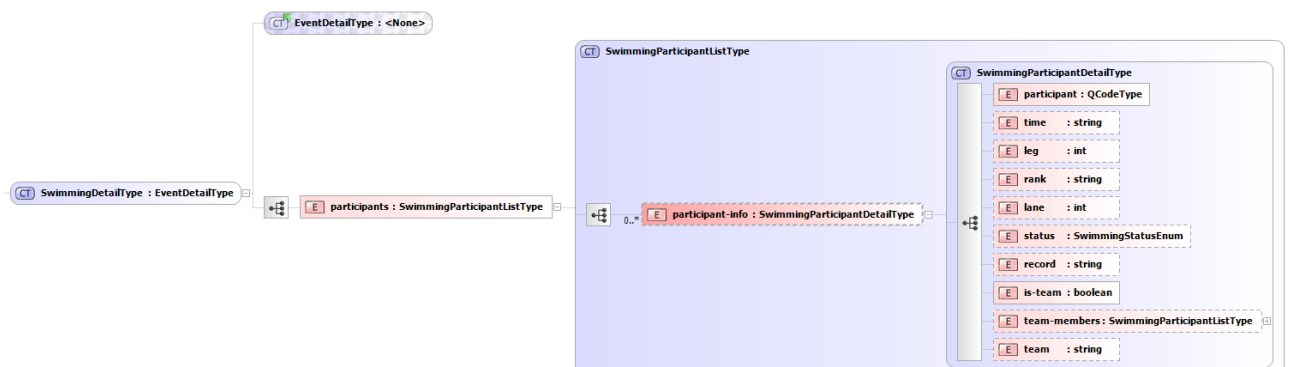 CT EventDetailType : <None>
CT SwimmingParticipantListType
CT SwimmingParticipantDetailType
E participant : QCodeType
E time : string
E leg : int
E rank : string
CT SwimmingDetailType : EventDetailType
E participants : SwimmingParticipantListType
0..* E participant-info : SwimmingParticipantDetailType
E lane : int
E status : SwimmingStatusEnum
E record : string
E is-team : boolean
E team-members : SwimmingParticipantListType
E team : string